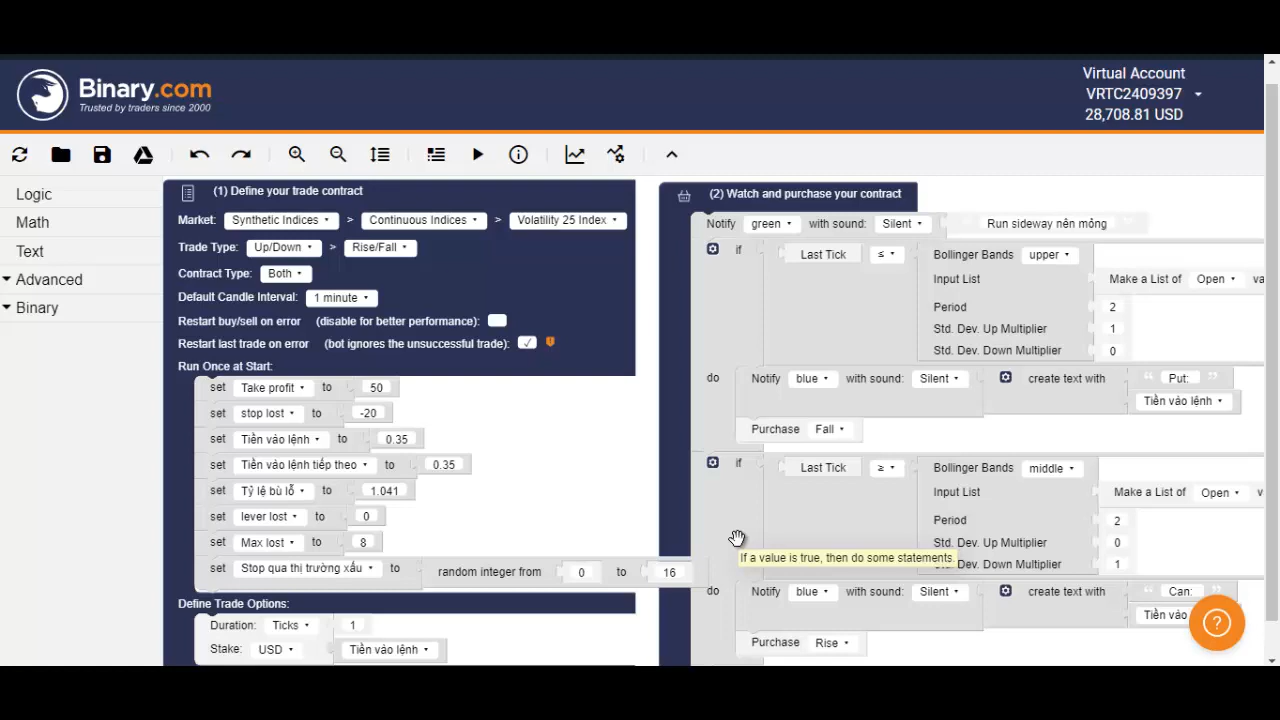 Binary.com
Trusted by traders since 2000
Virtual Account
VRTC2409397
28,708.81 USD
Logic
Math
Text
Advanced
Binary
(1) Define your trade contract
Market: Synthetic Indices > Continuous Indices > Volatility 25 Index
Trade Type: Up/Down > Rise/Fall
Contract Type: Both
Default Candle Interval: 1 minute
Restart buy/sell on error (disable for better performance):
Restart last trade on error (bot ignores the unsuccessful trade): ✓
Run Once at Start:
set Take profit to 50
set stop lost to -20
set Tiền vào lệnh to 0.35
set Tiền vào lệnh tiếp theo to 0.35
set Tỷ lệ bù lỗ to 1.041
set lever lost to 0
set Max lost to 8
set Stop qua thị trường xấu to random integer from 0 to 16
Define Trade Options:
Duration: Ticks 1
Stake: USD Tiền vào lệnh
(2) Watch and purchase your contract
Notify green with sound: Silent Run sideway nên mỏng
if Last Tick ≤ Bollinger Bands upper
Input List Make a List of Open va
Period 2
Std. Dev. Up Multiplier 1
Std. Dev. Down Multiplier 0
do Notify blue with sound: Silent create text with “ Put: ”
Tiền vào lệnh
Purchase Fall
if Last Tick ≥ Bollinger Bands middle
Input List Make a List of Open v
Period 2
Std. Dev. Up Multiplier 0
If a value is true, then do some statements.
Dev. Down Multiplier 1
do Notify blue with sound: Silent create text with “ Can: ”
Tiền vào
Purchase Rise
?